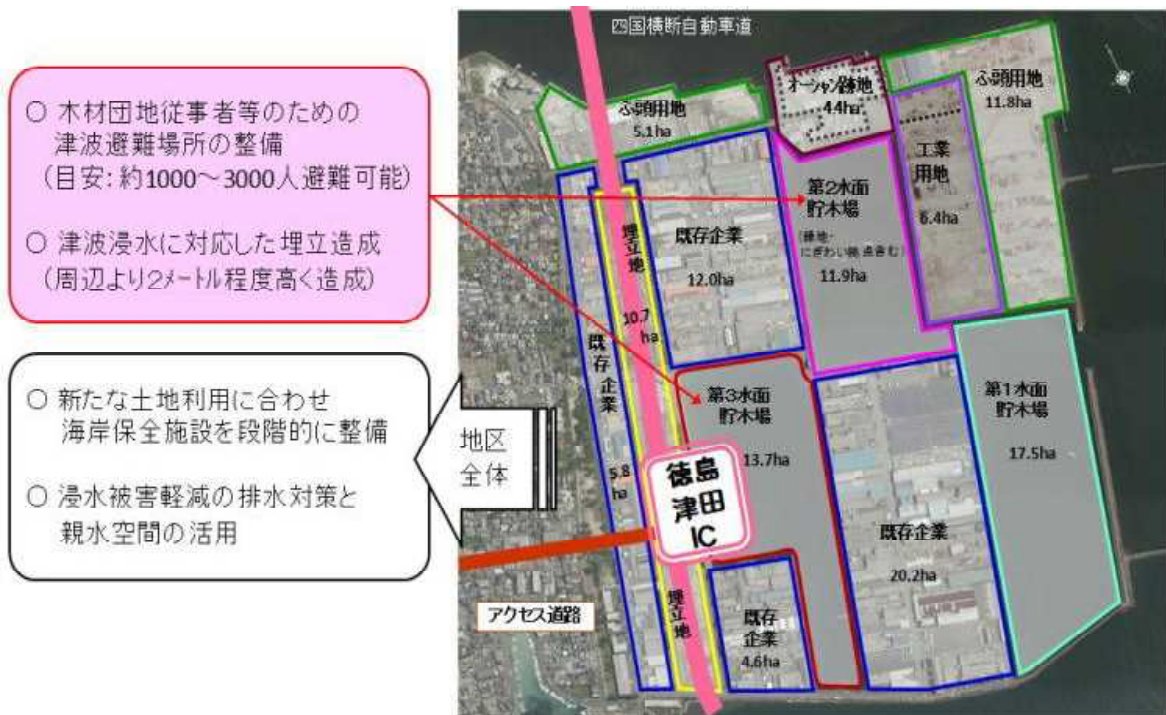 四国横断自動車道
○ 木材団地従事者等のための
津波避難場所の整備
(目安:約1000～3000人避難可能)
○ 津波浸水に対応した埋立造成
(周辺より2メートル程度高く造成)
○ 新たな土地利用に合わせ
海岸保全施設を段階的に整備
○ 浸水被害軽減の排水対策と
親水空間の活用
地区
全体
ふ頭用地
5.1ha
オーシャン跡地
4.4ha
ふ頭用地
11.8ha
工業
用地
6.4ha
第2水面
貯木場
(緑地・
にぎわい拠点含む)
11.9ha
既存企業
12.0ha
埋立地
10.7
ha
既存企業
5.8
ha
第3水面
貯木場
13.7ha
第1水面
貯木場
17.5ha
徳島
津田
IC
既存企業
20.2ha
アクセス道路
埋立地
既存
企業
4.6ha